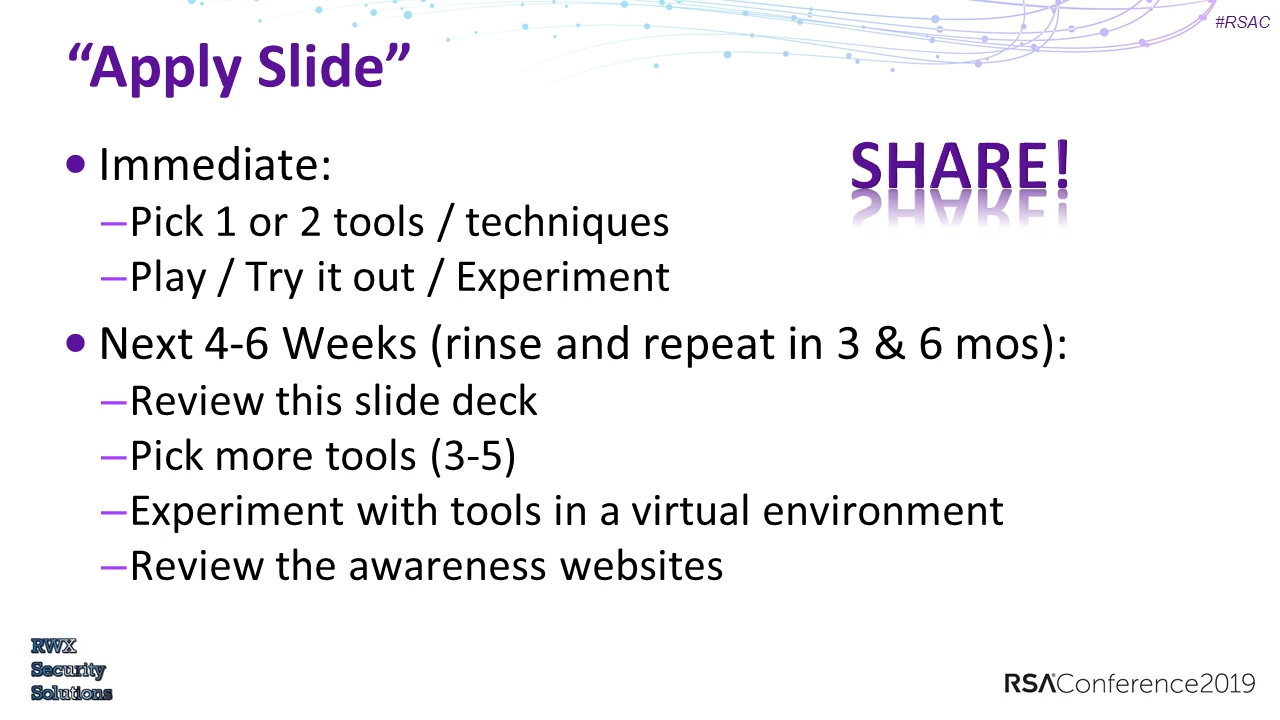 #RSAC
“Apply Slide”
SHARE!
• Immediate:
–Pick 1 or 2 tools / techniques
–Play / Try it out / Experiment
• Next 4-6 Weeks (rinse and repeat in 3 & 6 mos):
–Review this slide deck
–Pick more tools (3-5)
–Experiment with tools in a virtual environment
–Review the awareness websites
RWX
Security
Solutions
RSAConference2019